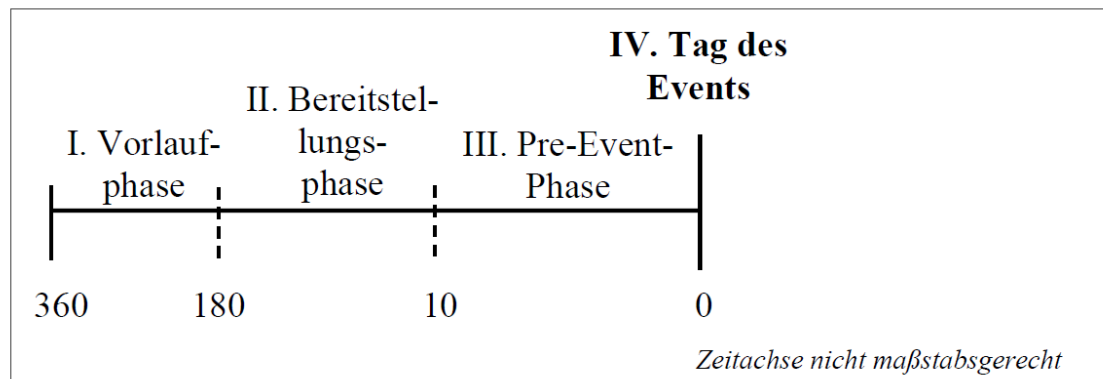 IV. Tag des
Events
II. Bereitstel-
lungs-
phase
I. Vorlauf-
phase
III. Pre-Event-
Phase
360
180
10
0
Zeitachse nicht maßstabsgerecht